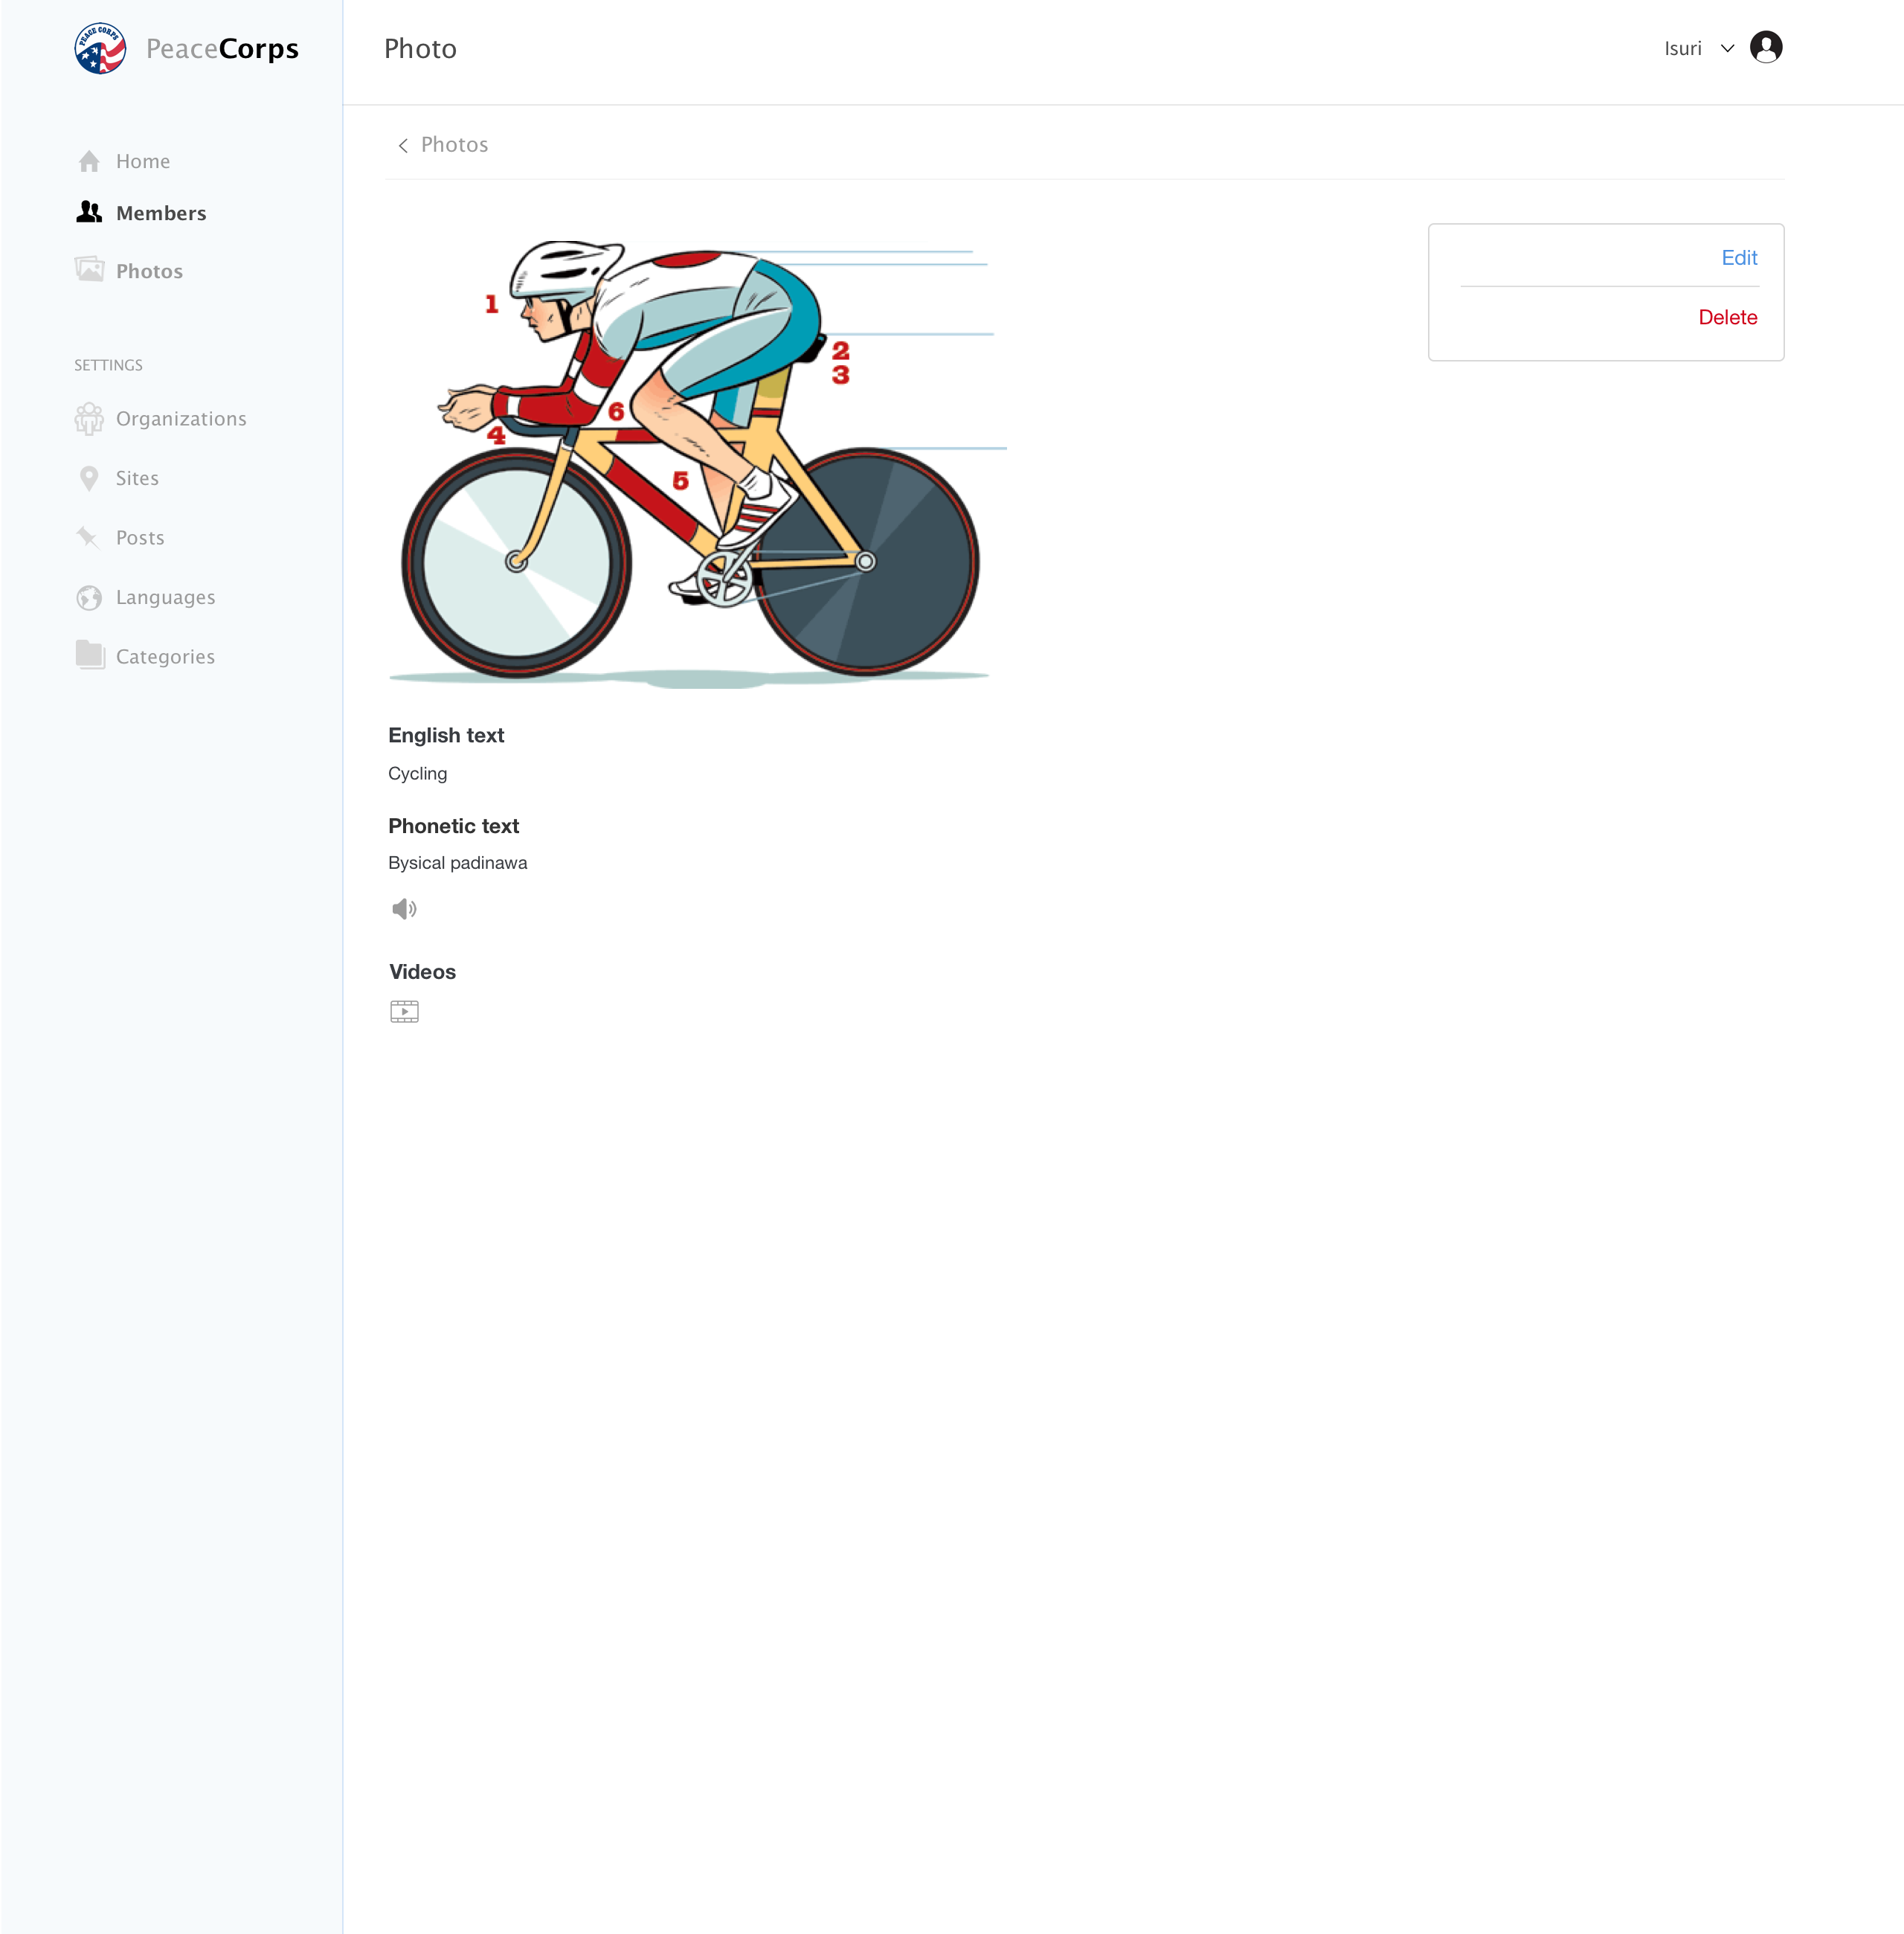 PEACE CORPS
PeaceCorps
Photo
Isuri
Home
Members
Photos
SETTINGS
Organizations
Sites
Posts
Languages
Categories
Photos
Edit
Delete
1
2
3
6
4
5
English text
Cycling
Phonetic text
Bysical padinawa
Videos